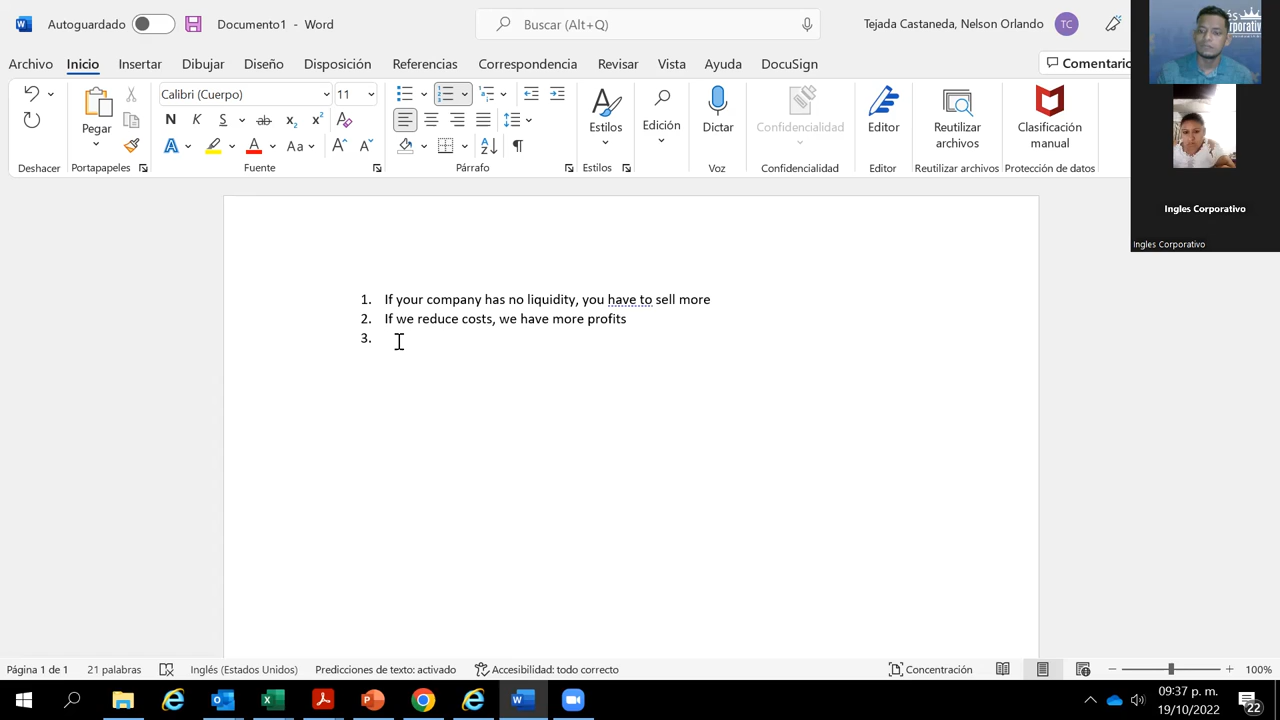 Autoguardado
Documento1 - Word
Buscar (Alt+Q)
Tejada Castaneda, Nelson Orlando
TC
Archivo
Inicio
Insertar
Dibujar
Diseño
Disposición
Referencias
Correspondencia
Revisar
Vista
Ayuda
DocuSign
Calibri (Cuerpo)
11
Pegar
N K S ab x₂ x²
Aa
Estilos
Edición
Dictar
Confidencialidad
Editor
Reutilizar
archivos
Clasificación
manual
Deshacer
Portapapeles
Fuente
Párrafo
Estilos
Voz
Confidencialidad
Editor
Reutilizar archivos
Protección de datos
Ingles Corporativo
Ingles Corporativo
1. If your company has no liquidity, you have to sell more
2. If we reduce costs, we have more profits
3.
Página 1 de 1
21 palabras
Inglés (Estados Unidos)
Predicciones de texto: activado
Accesibilidad: todo correcto
Concentración
100%
09:37 p. m.
19/10/2022
22